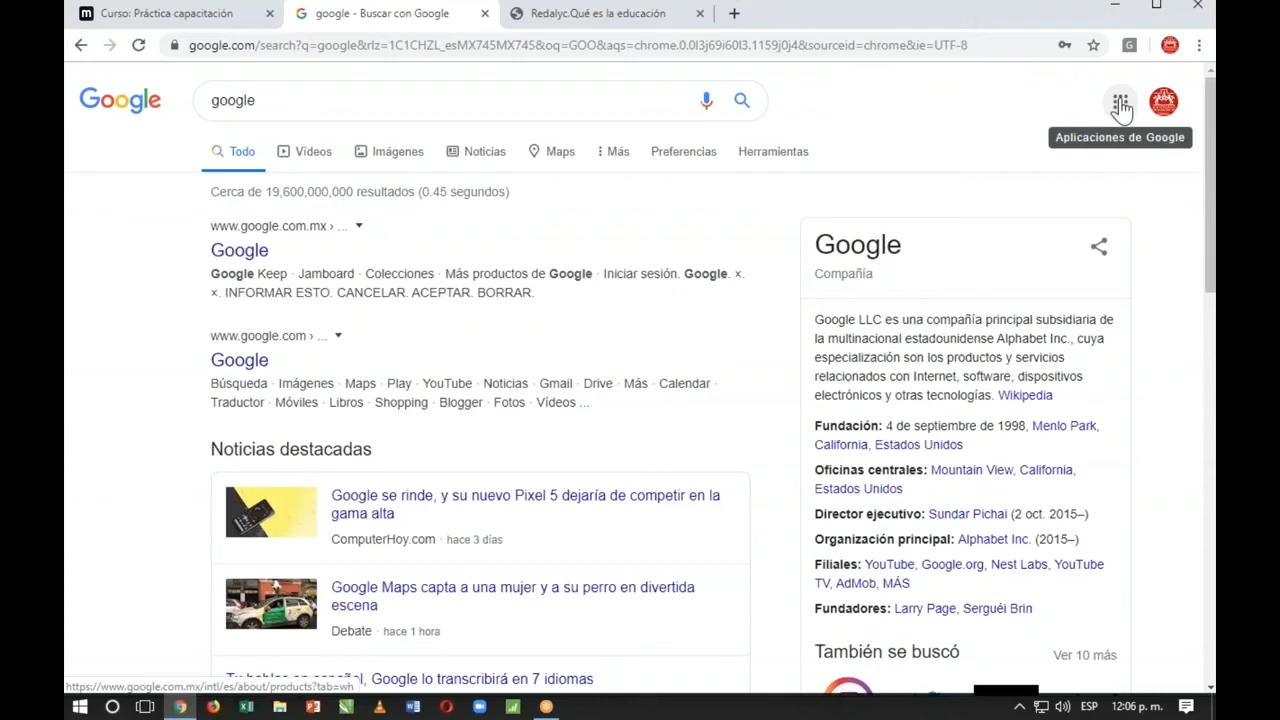 Curso: Práctica capacitación
google - Buscar con Google
Redalyc.Qué es la educación
google.com/search?q=google&rlz=1C1CHZL_esMX745MX745&oq=GOO&aqs=chrome.0.0l3j69i60l3.1159j0j4&sourceid=chrome&ie=UTF-8
Google
google
Aplicaciones de Google
Todo
Vídeos
Imágenes
Noticias
Maps
Más
Preferencias
Herramientas
Cerca de 19,600,000,000 resultados (0.45 segundos)
www.google.com.mx › ...
Google
Google Keep · Jamboard · Colecciones · Más productos de Google · Iniciar sesión. Google. ×.
×. INFORMAR ESTO. CANCELAR. ACEPTAR. BORRAR.
www.google.com › ...
Google
Búsqueda · Imágenes · Maps · Play · YouTube · Noticias · Gmail · Drive · Más · Calendar ·
Traductor · Móviles · Libros · Shopping · Blogger · Fotos · Vídeos ...
Noticias destacadas
Google se rinde, y su nuevo Pixel 5 dejaría de competir en la
gama alta
ComputerHoy.com · hace 3 días
Google Maps capta a una mujer y a su perro en divertida
escena
Debate · hace 1 hora
Tu hablas en español, Google lo transcribirá en 7 idiomas
Google
Compañía
Google LLC es una compañía principal subsidiaria de
la multinacional estadounidense Alphabet Inc., cuya
especialización son los productos y servicios
relacionados con Internet, software, dispositivos
electrónicos y otras tecnologías. Wikipedia
Fundación: 4 de septiembre de 1998, Menlo Park,
California, Estados Unidos
Oficinas centrales: Mountain View, California,
Estados Unidos
Director ejecutivo: Sundar Pichai (2 oct. 2015–)
Organización principal: Alphabet Inc. (2015–)
Filiales: YouTube, Google.org, Nest Labs, YouTube
TV, AdMob, MÁS
Fundadores: Larry Page, Serguéi Brin
También se buscó
Ver 10 más
https://www.google.com.mx/intl/es/about/products?tab=wh
ESP
12:06 p. m.